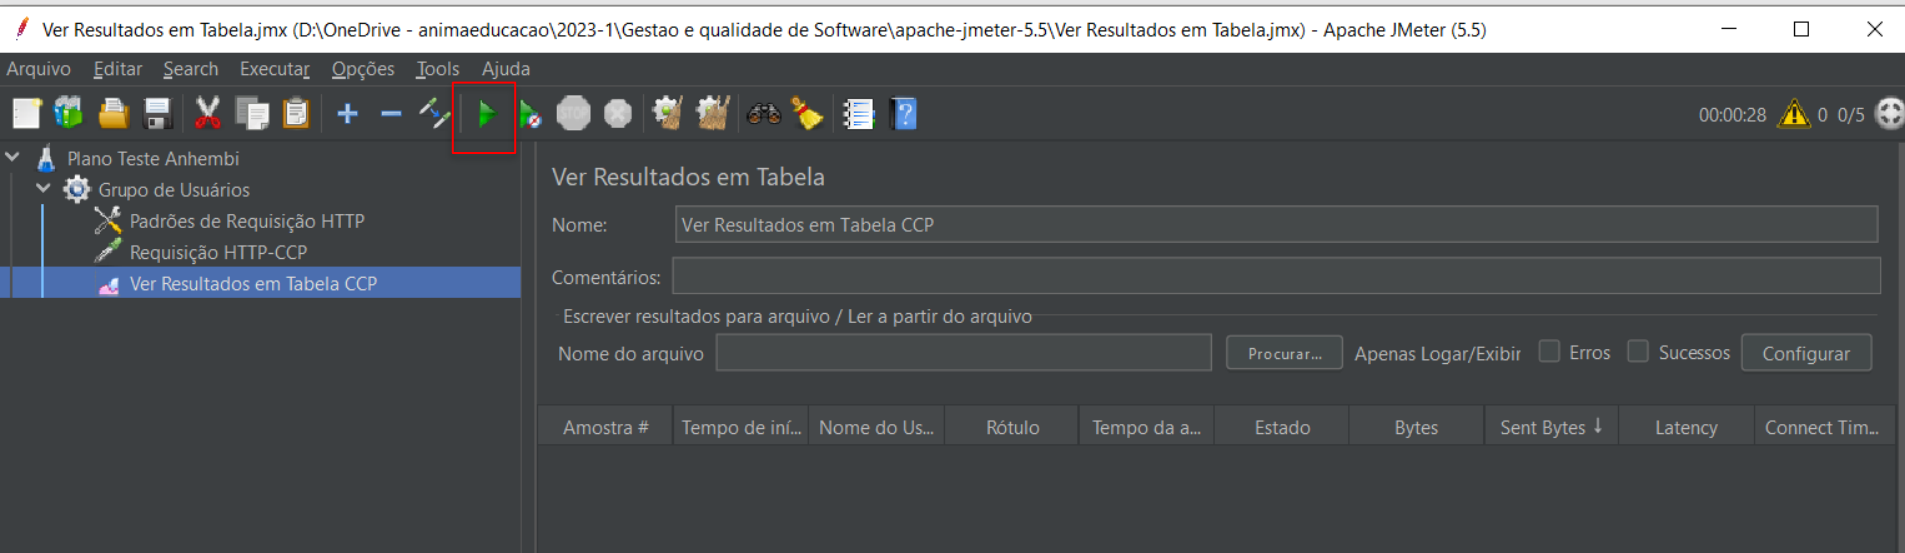 Ver Resultados em Tabela.jmx (D:\OneDrive - animaeducacao\2023-1\Gestao e qualidade de Software\apache-jmeter-5.5\Ver Resultados em Tabela.jmx) - Apache JMeter (5.5)
Arquivo Editar Search Executar Opções Tools Ajuda
STOP 00:00:28 0 0/5
Plano Teste Anhembi
Grupo de Usuários
Padrões de Requisição HTTP
Requisição HTTP-CCP
Ver Resultados em Tabela CCP
Ver Resultados em Tabela
Nome: Ver Resultados em Tabela CCP
Comentários:
Escrever resultados para arquivo / Ler a partir do arquivo
Nome do arquivo Procurar... Apenas Logar/Exibir Erros Sucessos Configurar
Amostra # Tempo de iní... Nome do Us... Rótulo Tempo da a... Estado Bytes Sent Bytes ↓ Latency Connect Tim...